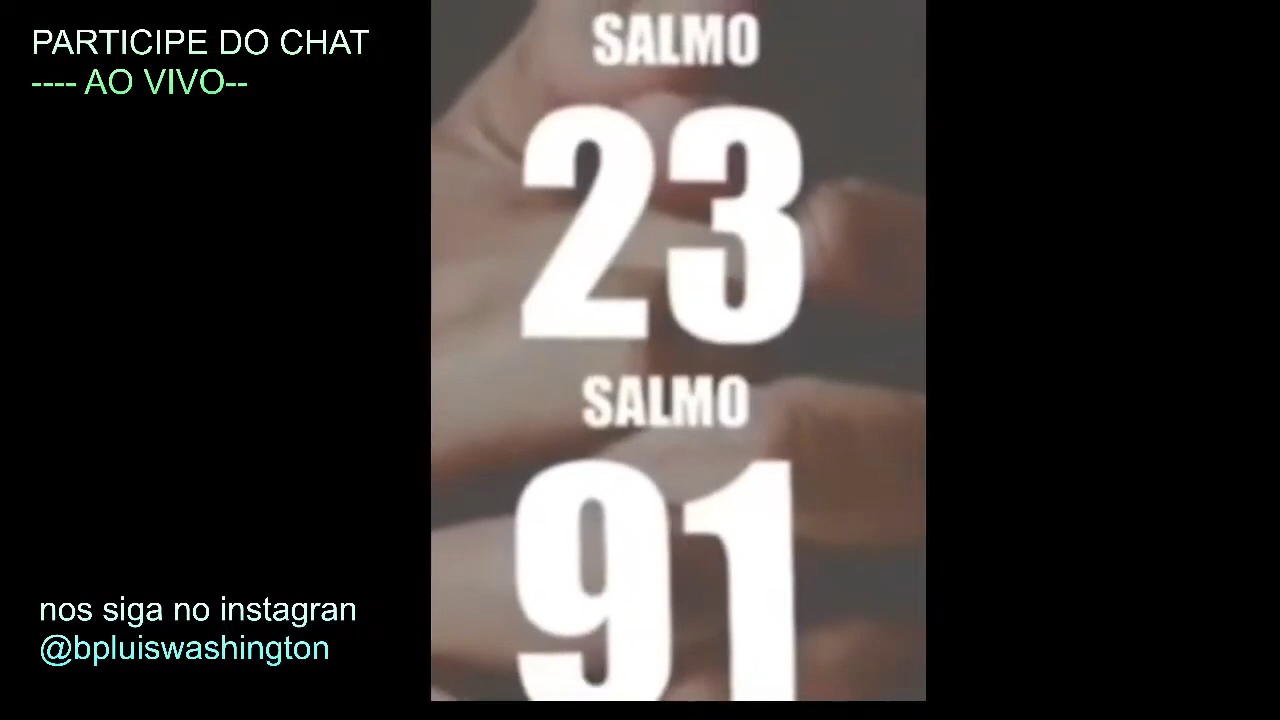 PARTICIPE DO CHAT
---- AO VIVO--
SALMO
23
SALMO
91
nos siga no instagran
@bpluiswashington